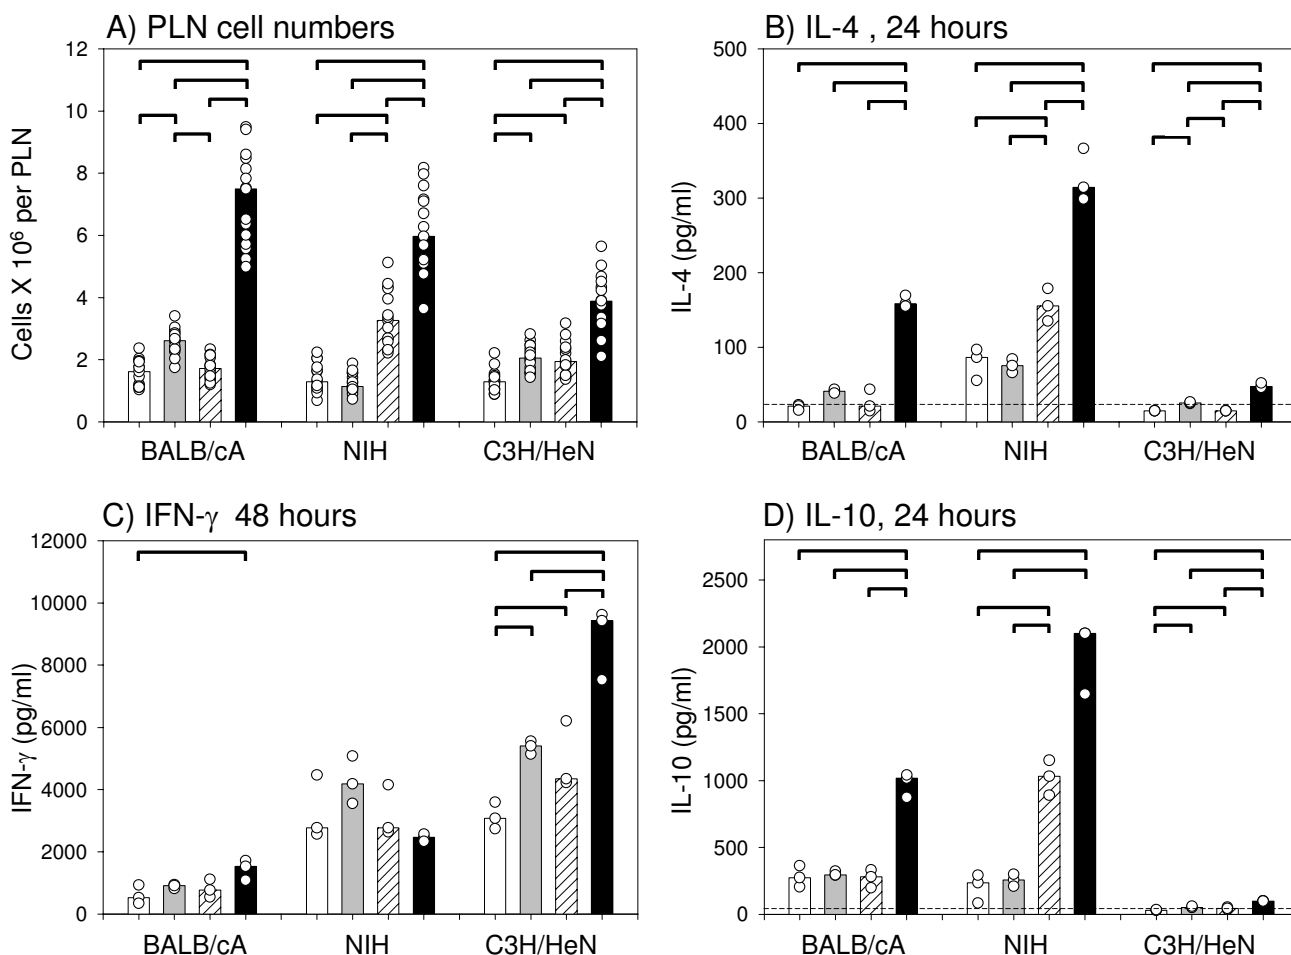 A) PLN cell numbers
12
10
8
6
4
2
0
Cells X 10⁶ per PLN
BALB/cA NIH C3H/HeN
B) IL-4 , 24 hours
500
400
300
200
100
0
IL-4 (pg/ml)
BALB/cA NIH C3H/HeN
C) IFN-γ 48 hours
12000
10000
8000
6000
4000
2000
0
IFN-γ (pg/ml)
BALB/cA NIH C3H/HeN
D) IL-10, 24 hours
2500
2000
1500
1000
500
0
IL-10 (pg/ml)
BALB/cA NIH C3H/HeN